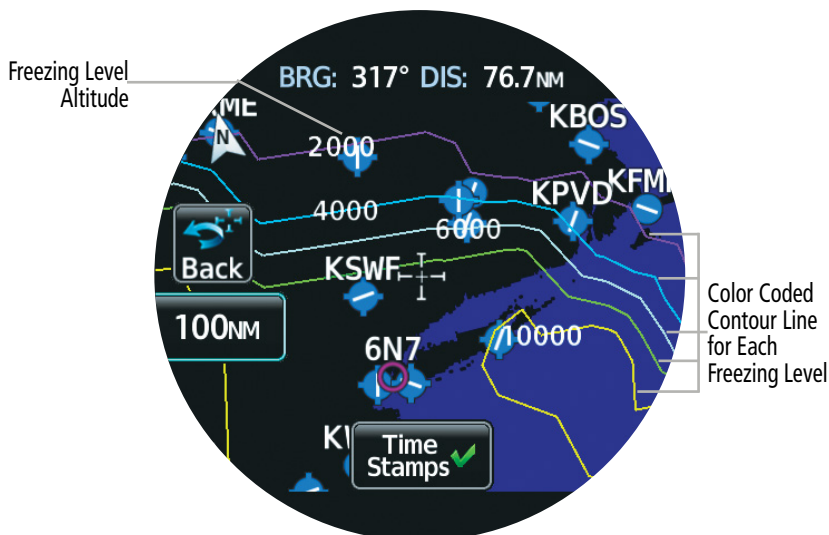 Freezing Level
Altitude
BRG: 317° DIS: 76.7NM
KBOS
2000
KPVD
4000
6000
Back
KSWF
100NM
10000
6N7
Time
Stamps
Color Coded
Contour Line
for Each
Freezing Level
N